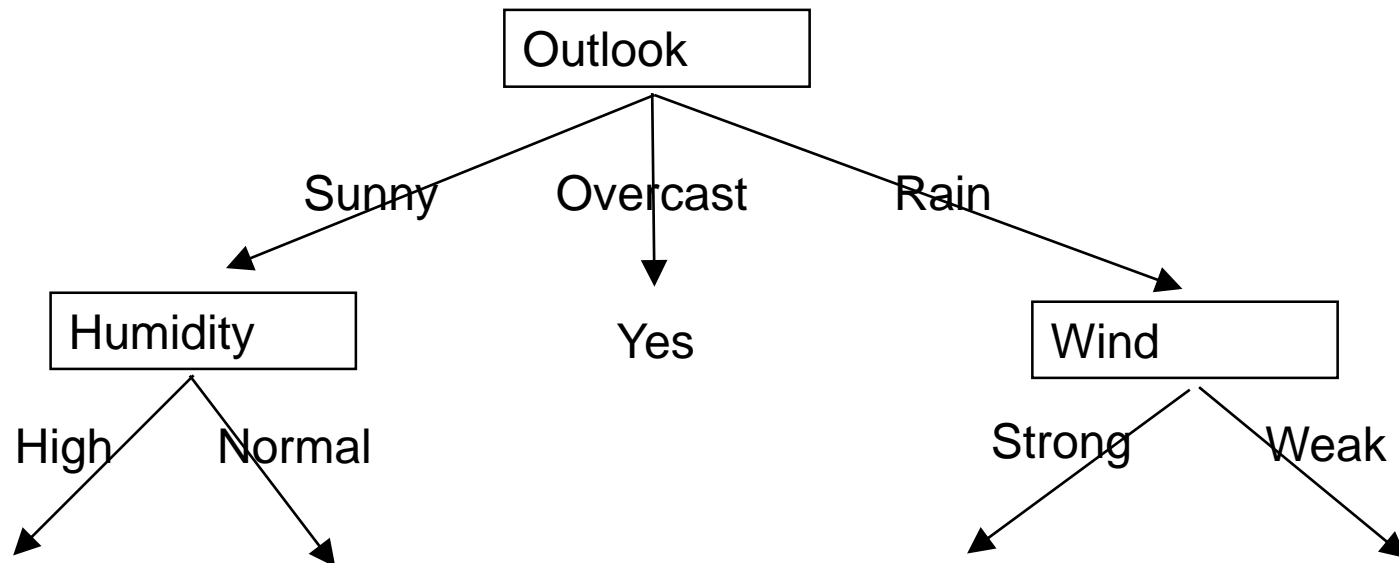 Outlook
Sunny Overcast Rain
Humidity Yes Wind
High Normal Strong Weak